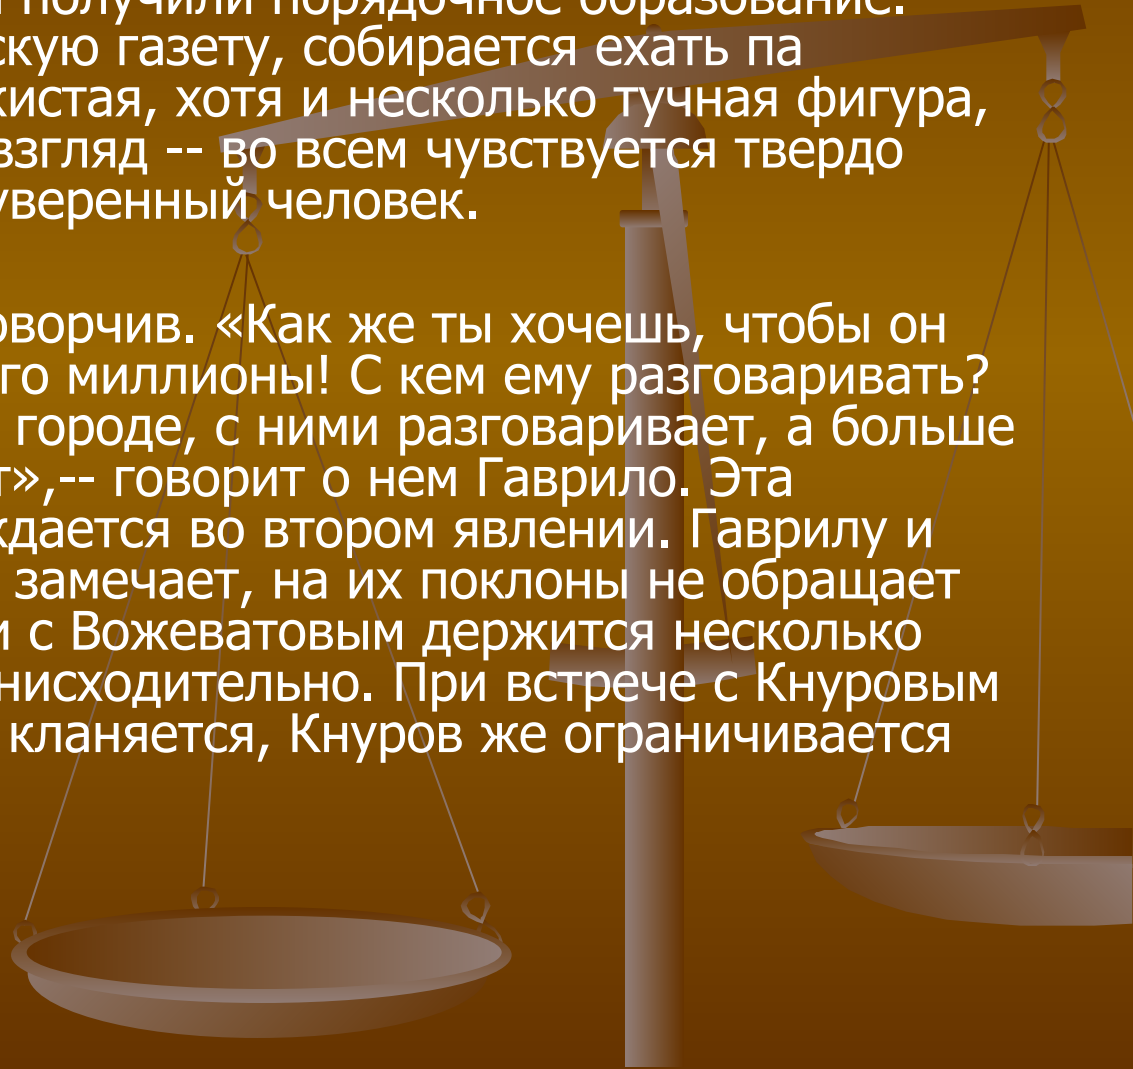 получили порядочное образование.
скую газету, собирается ехать па
кистая, хотя и несколько тучная фигура,
взгляд -- во всем чувствуется твердо
уверенный человек.
оворчив. «Как же ты хочешь, чтобы он
го миллионы! С кем ему разговаривать?
городе, с ними разговаривает, а больше
т»,-- говорит о нем Гаврило. Эта
ждается во втором явлении. Гаврилу и
замечает, на их поклоны не обращает
и с Вожеватовым держится несколько
нисходительно. При встрече с Кнуровым
кланяется, Кнуров же ограничивается